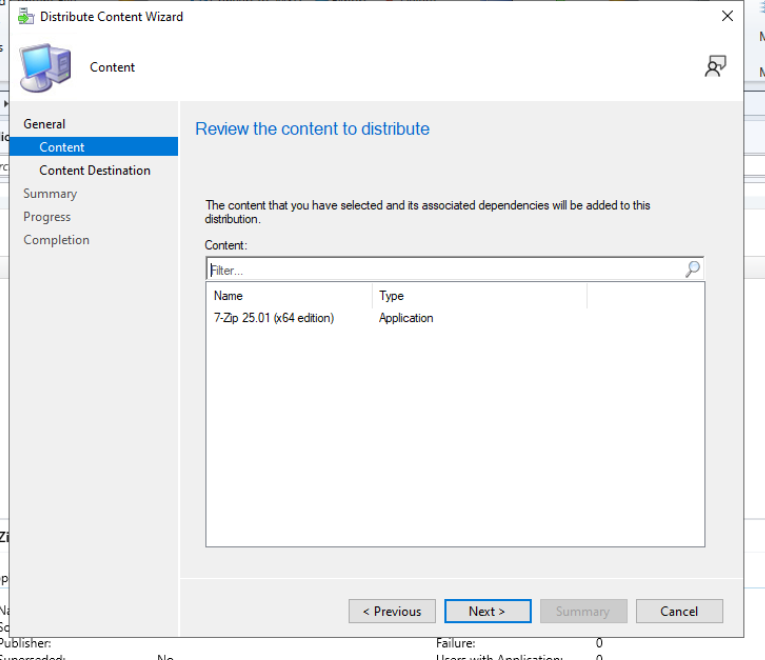 Distribute Content Wizard
Content
General
Content
Content Destination
Summary
Progress
Completion
Review the content to distribute
The content that you have selected and its associated dependencies will be added to this
distribution.
Content:
Filter...
Name Type
7-Zip 25.01 (x64 edition) Application
< Previous Next > Summary Cancel
Publisher: Failure: 0
Superseded: No Users with Application: 0